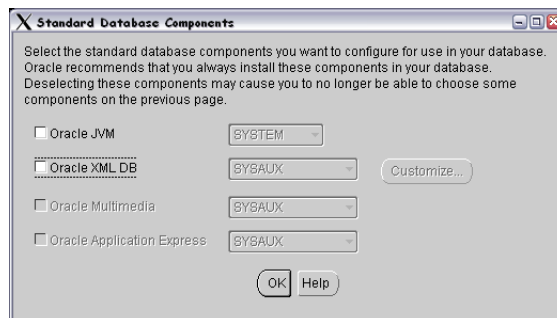 Standard Database Components
Select the standard database components you want to configure for use in your database.
Oracle recommends that you always install these components in your database.
Deselecting these components may cause you to no longer be able to choose some
components on the previous page.
Oracle JVM SYSTEM
Oracle XML DB SYSAUX Customize...
Oracle Multimedia SYSAUX
Oracle Application Express SYSAUX
OK Help